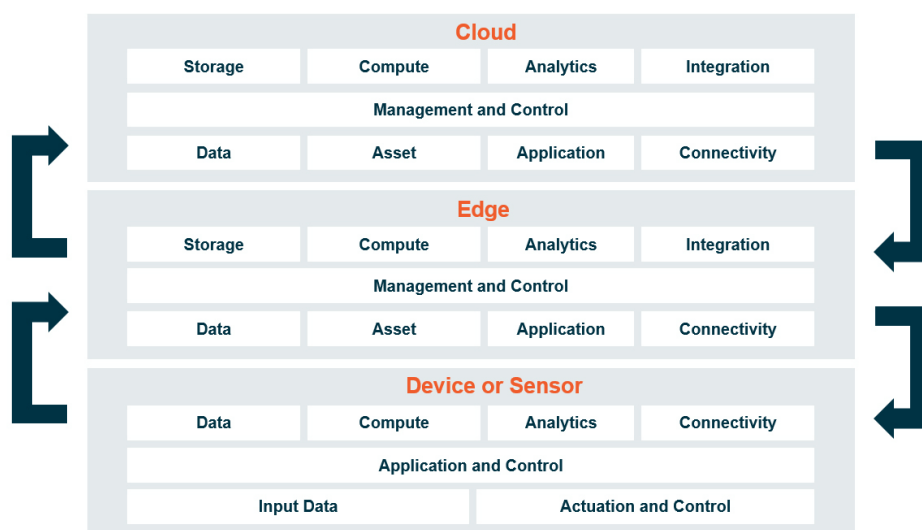 Cloud
Storage Compute Analytics Integration
Management and Control
Data Asset Application Connectivity
Edge
Storage Compute Analytics Integration
Management and Control
Data Asset Application Connectivity
Device or Sensor
Data Compute Analytics Connectivity
Application and Control
Input Data Actuation and Control